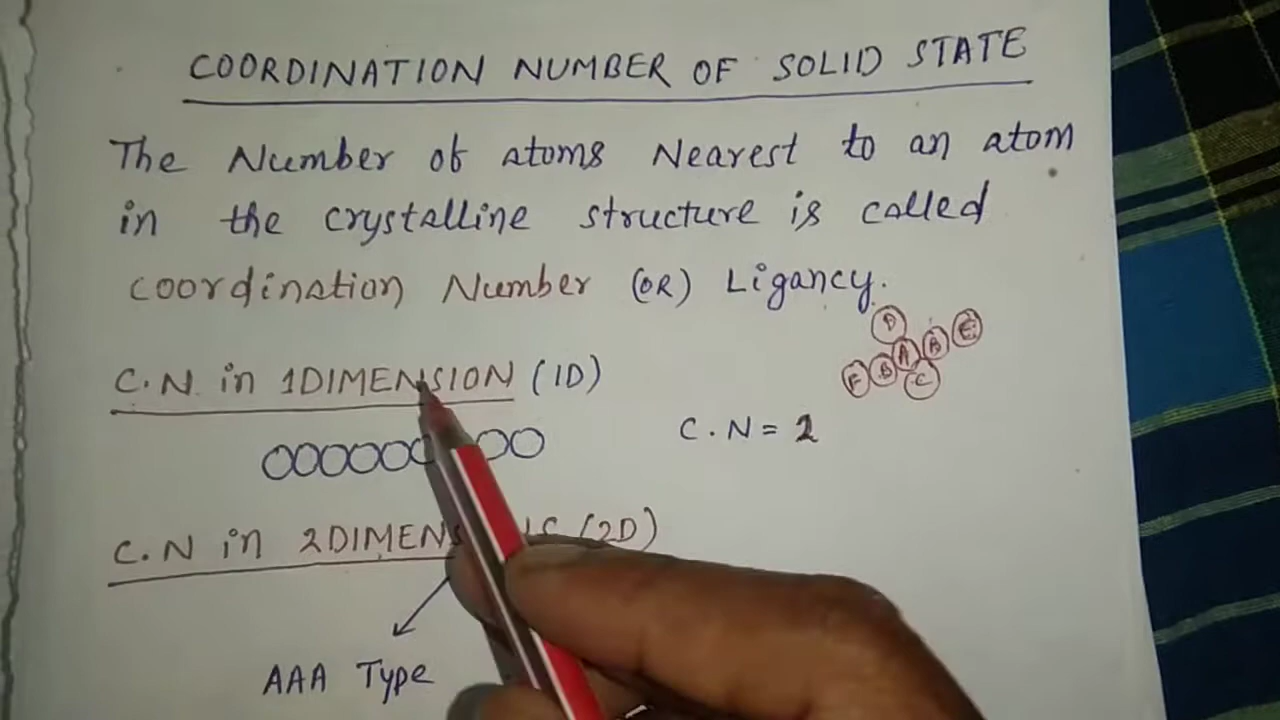 COORDINATION NUMBER OF SOLID STATE
The Number of atoms Nearest to an atom
in the crystalline structure is called
coordination Number (OR) Ligancy.
D
A B E
F B C
C.N. in 1DIMENSION (1D)
C.N = 2
C.N in (2D)
AAA Type